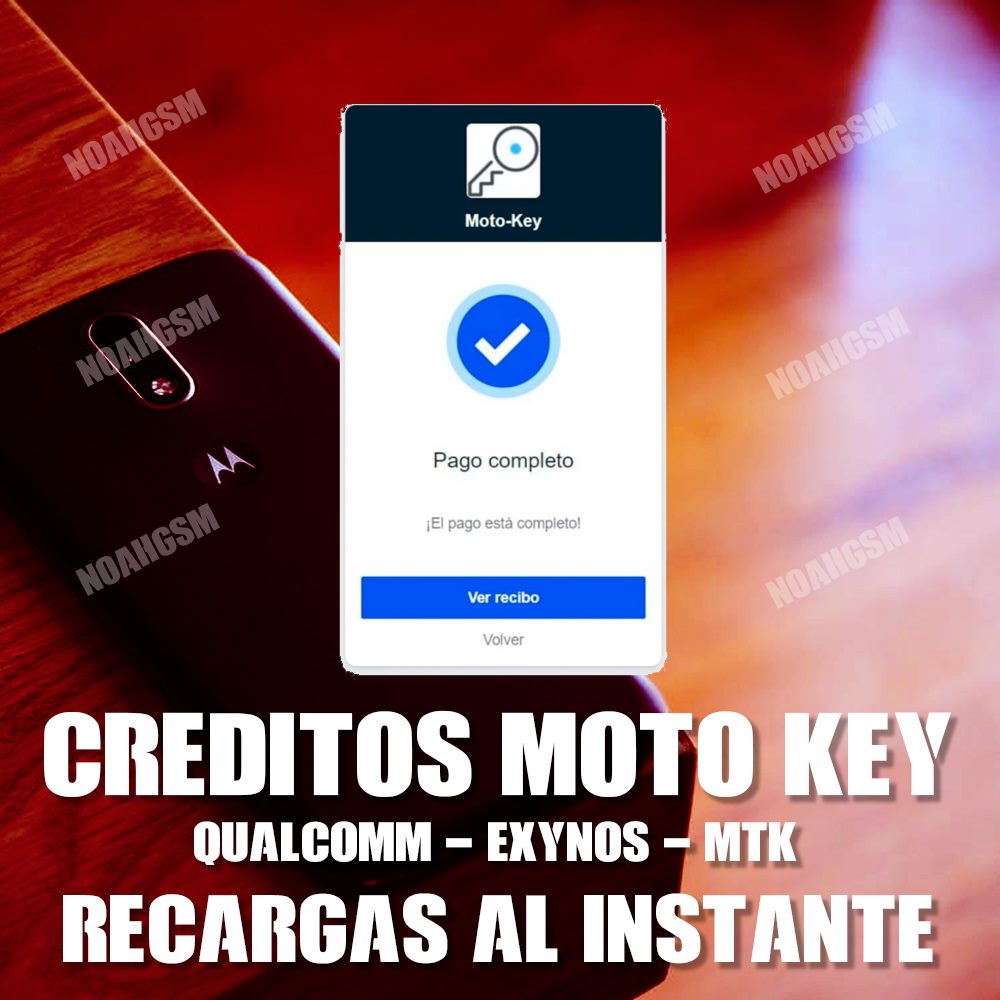 NOAHGSM
NOAHGSM
Moto-Key
NOAHGSM
NOAHGSM
Pago completo
¡El pago está completo!
NOAHGSM
NOAHGSM
Ver recibo
Volver
CREDITOS MOTO KEY
QUALCOMM - EXYNOS - MTK
RECARGAS AL INSTANTE